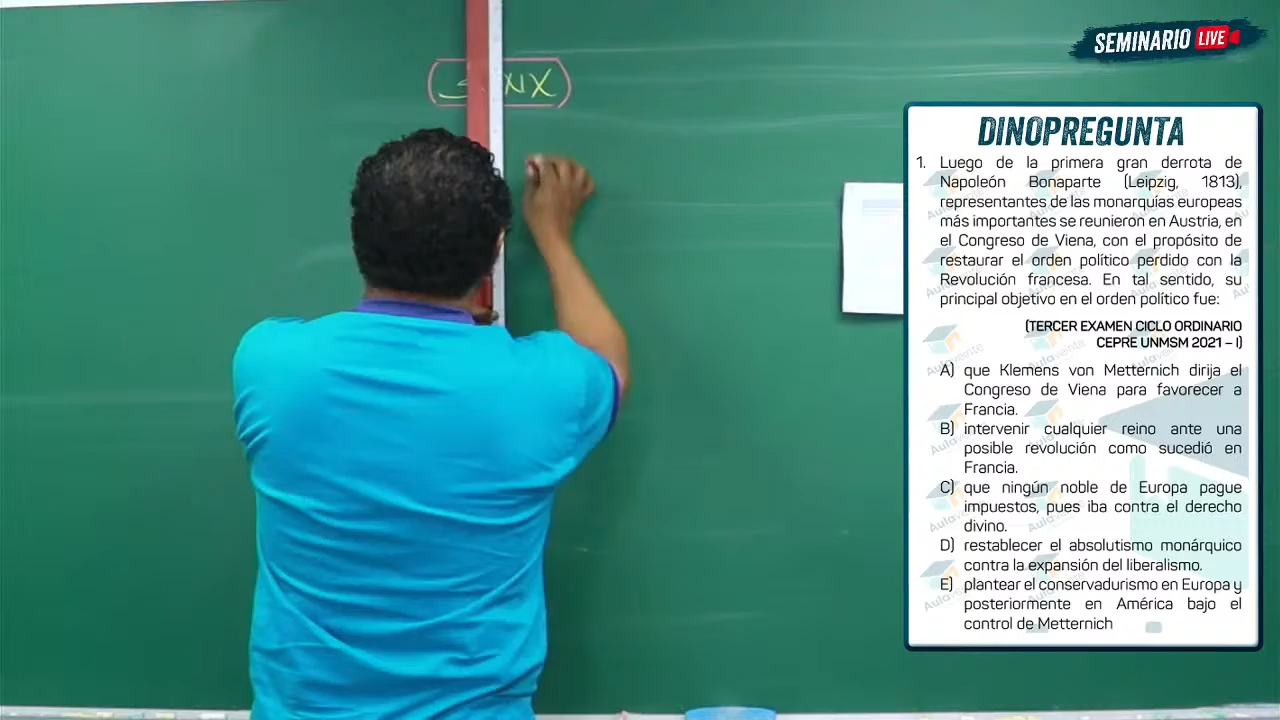 SEMINARIO LIVE
DINOPREGUNTA
1. Luego de la primera gran derrota de
Napoleón Bonaparte (Leipzig, 1813),
representantes de las monarquías europeas
más importantes se reunieron en Austria, en
el Congreso de Viena, con el propósito de
restaurar el orden político perdido con la
Revolución francesa. En tal sentido, su
principal objetivo en el orden político fue:
(TERCER EXAMEN CICLO ORDINARIO
CEPRE UNMSM 2021 – I)
A) que Klemens von Metternich dirija el
Congreso de Viena para favorecer a
Francia.
B) intervenir cualquier reino ante una
posible revolución como sucedió en
Francia.
C) que ningún noble de Europa pague
impuestos, pues iba contra el derecho
divino.
D) restablecer el absolutismo monárquico
contra la expansión del liberalismo.
E) plantear el conservadurismo en Europa y
posteriormente en América bajo el
control de Metternich